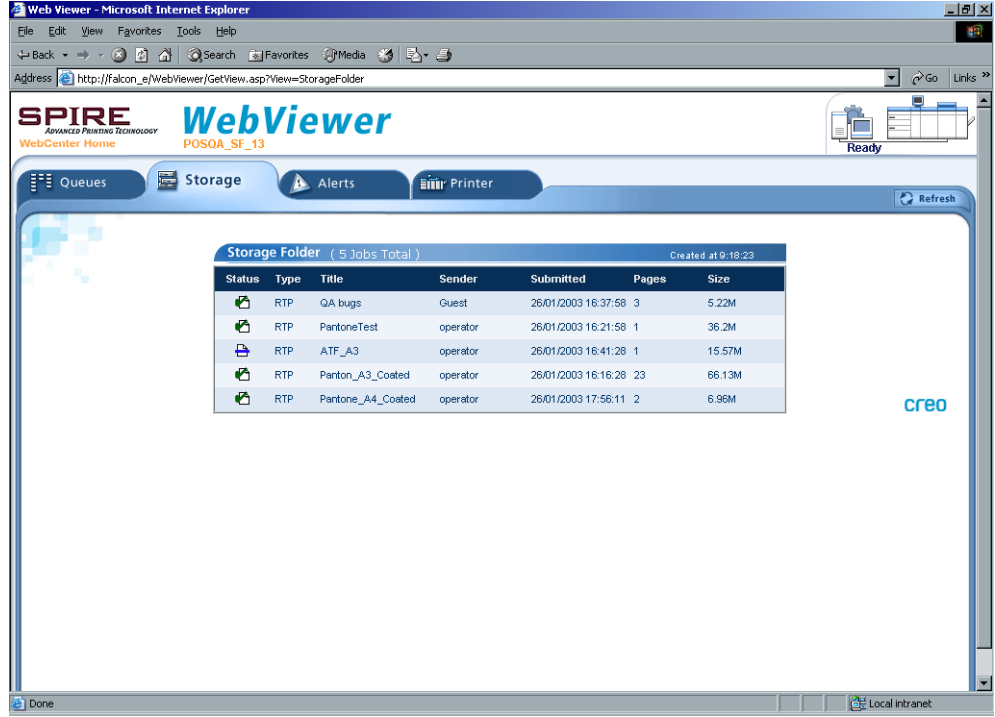 Web Viewer - Microsoft Internet Explorer
File Edit View Favorites Tools Help
Back Search Favorites Media
Address http://falcon_e/WebViewer/GetView.asp?View=StorageFolder Go Links »
SPIRE WebViewer
ADVANCED PRINTING TECHNOLOGY
WebCenter Home POSQA_SF_13 Ready
Queues Storage Alerts Printer
Refresh
Storage Folder ( 5 Jobs Total ) Created at 9:18:23
Status Type Title Sender Submitted Pages Size
RTP QA bugs Guest 26/01/2003 16:37:58 3 5.22M
RTP PantoneTest operator 26/01/2003 16:21:58 1 36.2M
RTP ATF_A3 operator 26/01/2003 16:41:28 1 15.57M
RTP Panton_A3_Coated operator 26/01/2003 16:16:28 23 66.13M
RTP Pantone_A4_Coated operator 26/01/2003 17:56:11 2 6.96M
creo
Done Local intranet